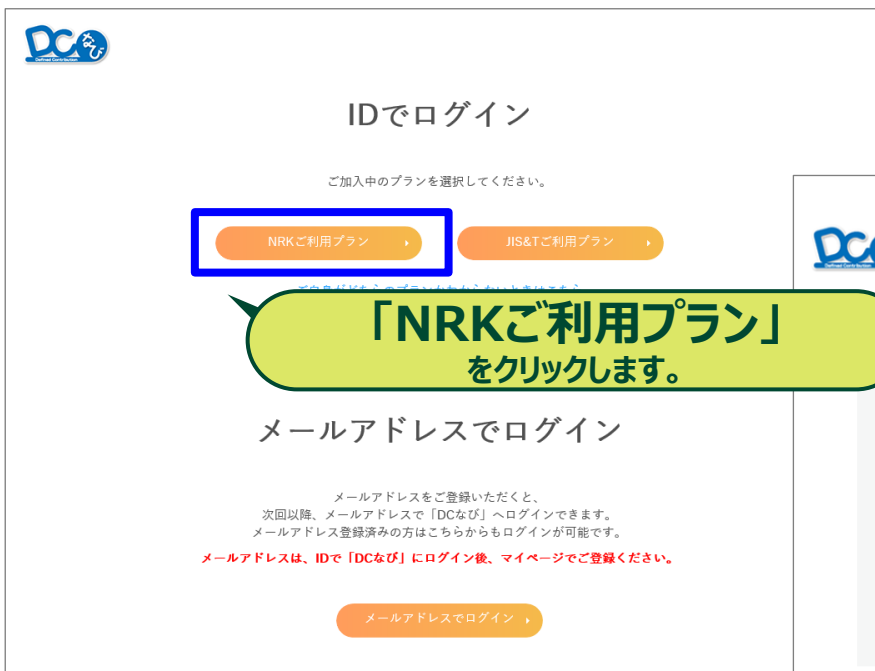 DCなび
Defined Contribution
IDでログイン
ご加入中のプランを選択してください。
NRKご利用プラン
JIS&Tご利用プラン
「NRKご利用プラン」
をクリックします。
メールアドレスでログイン
メールアドレスをご登録いただくと、
次回以降、メールアドレスで「DCなび」へログインできます。
メールアドレス登録済みの方はこちらからもログインが可能です。
メールアドレスは、IDで「DCなび」にログイン後、マイページでご登録ください。
メールアドレスでログイン
DC